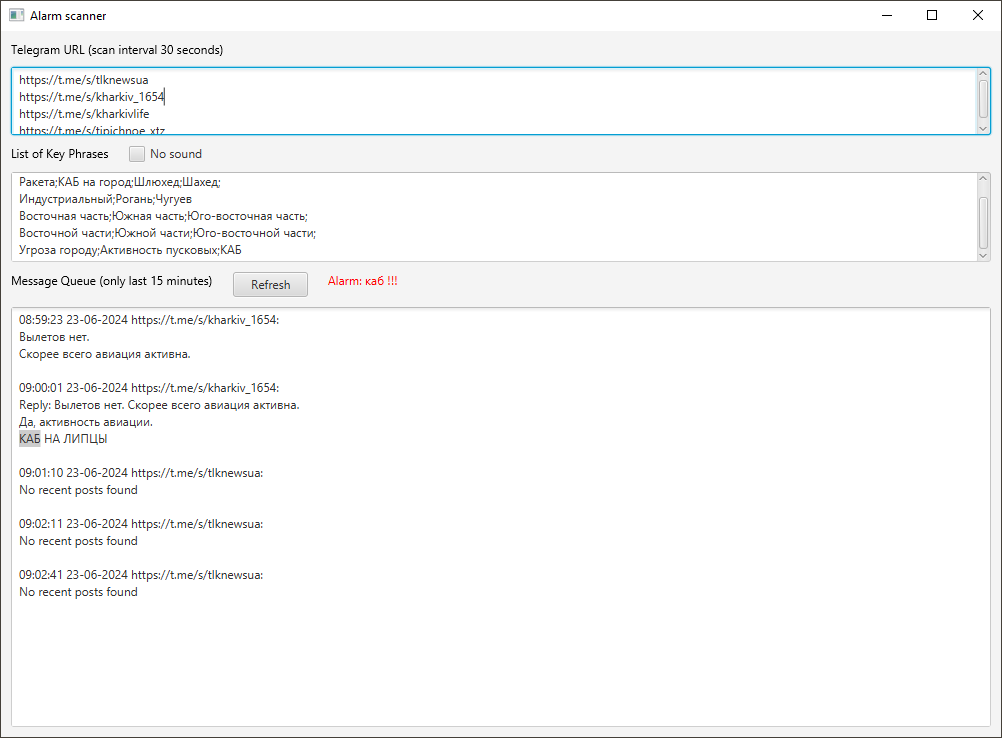 Alarm scanner
Telegram URL (scan interval 30 seconds)
https://t.me/s/tlknewsua
https://t.me/s/kharkiv_1654
https://t.me/s/kharkivlife
https://t.me/s/tipichnoe_xtz
List of Key Phrases No sound
Ракета;КАБ на город;Шлюхед;Шахед;
Индустриальный;Рогань;Чугуев
Восточная часть;Южная часть;Юго-восточная часть;
Восточной части;Южной части;Юго-восточной части;
Угроза городу;Активность пусковых;КАБ
Message Queue (only last 15 minutes) Refresh Alarm: каб !!!
08:59:23 23-06-2024 https://t.me/s/kharkiv_1654:
Вылетов нет.
Скорее всего авиация активна.
09:00:01 23-06-2024 https://t.me/s/kharkiv_1654:
Reply: Вылетов нет. Скорее всего авиация активна.
Да, активность авиации.
КАБ НА ЛИПЦЫ
09:01:10 23-06-2024 https://t.me/s/tlknewsua:
No recent posts found
09:02:11 23-06-2024 https://t.me/s/tlknewsua:
No recent posts found
09:02:41 23-06-2024 https://t.me/s/tlknewsua:
No recent posts found